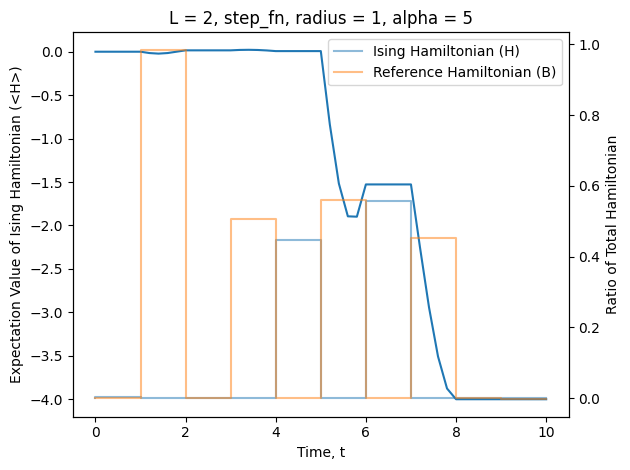 L = 2, step_fn, radius = 1, alpha = 5
Ising Hamiltonian (H)
Reference Hamiltonian (B)
Expectation Value of Ising Hamiltonian (<H>)
0.0
−0.5
−1.0
−1.5
−2.0
−2.5
−3.0
−3.5
−4.0
1.0
0.8
0.6
0.4
0.2
0.0
Ratio of Total Hamiltonian
0 2 4 6 8 10
Time, t